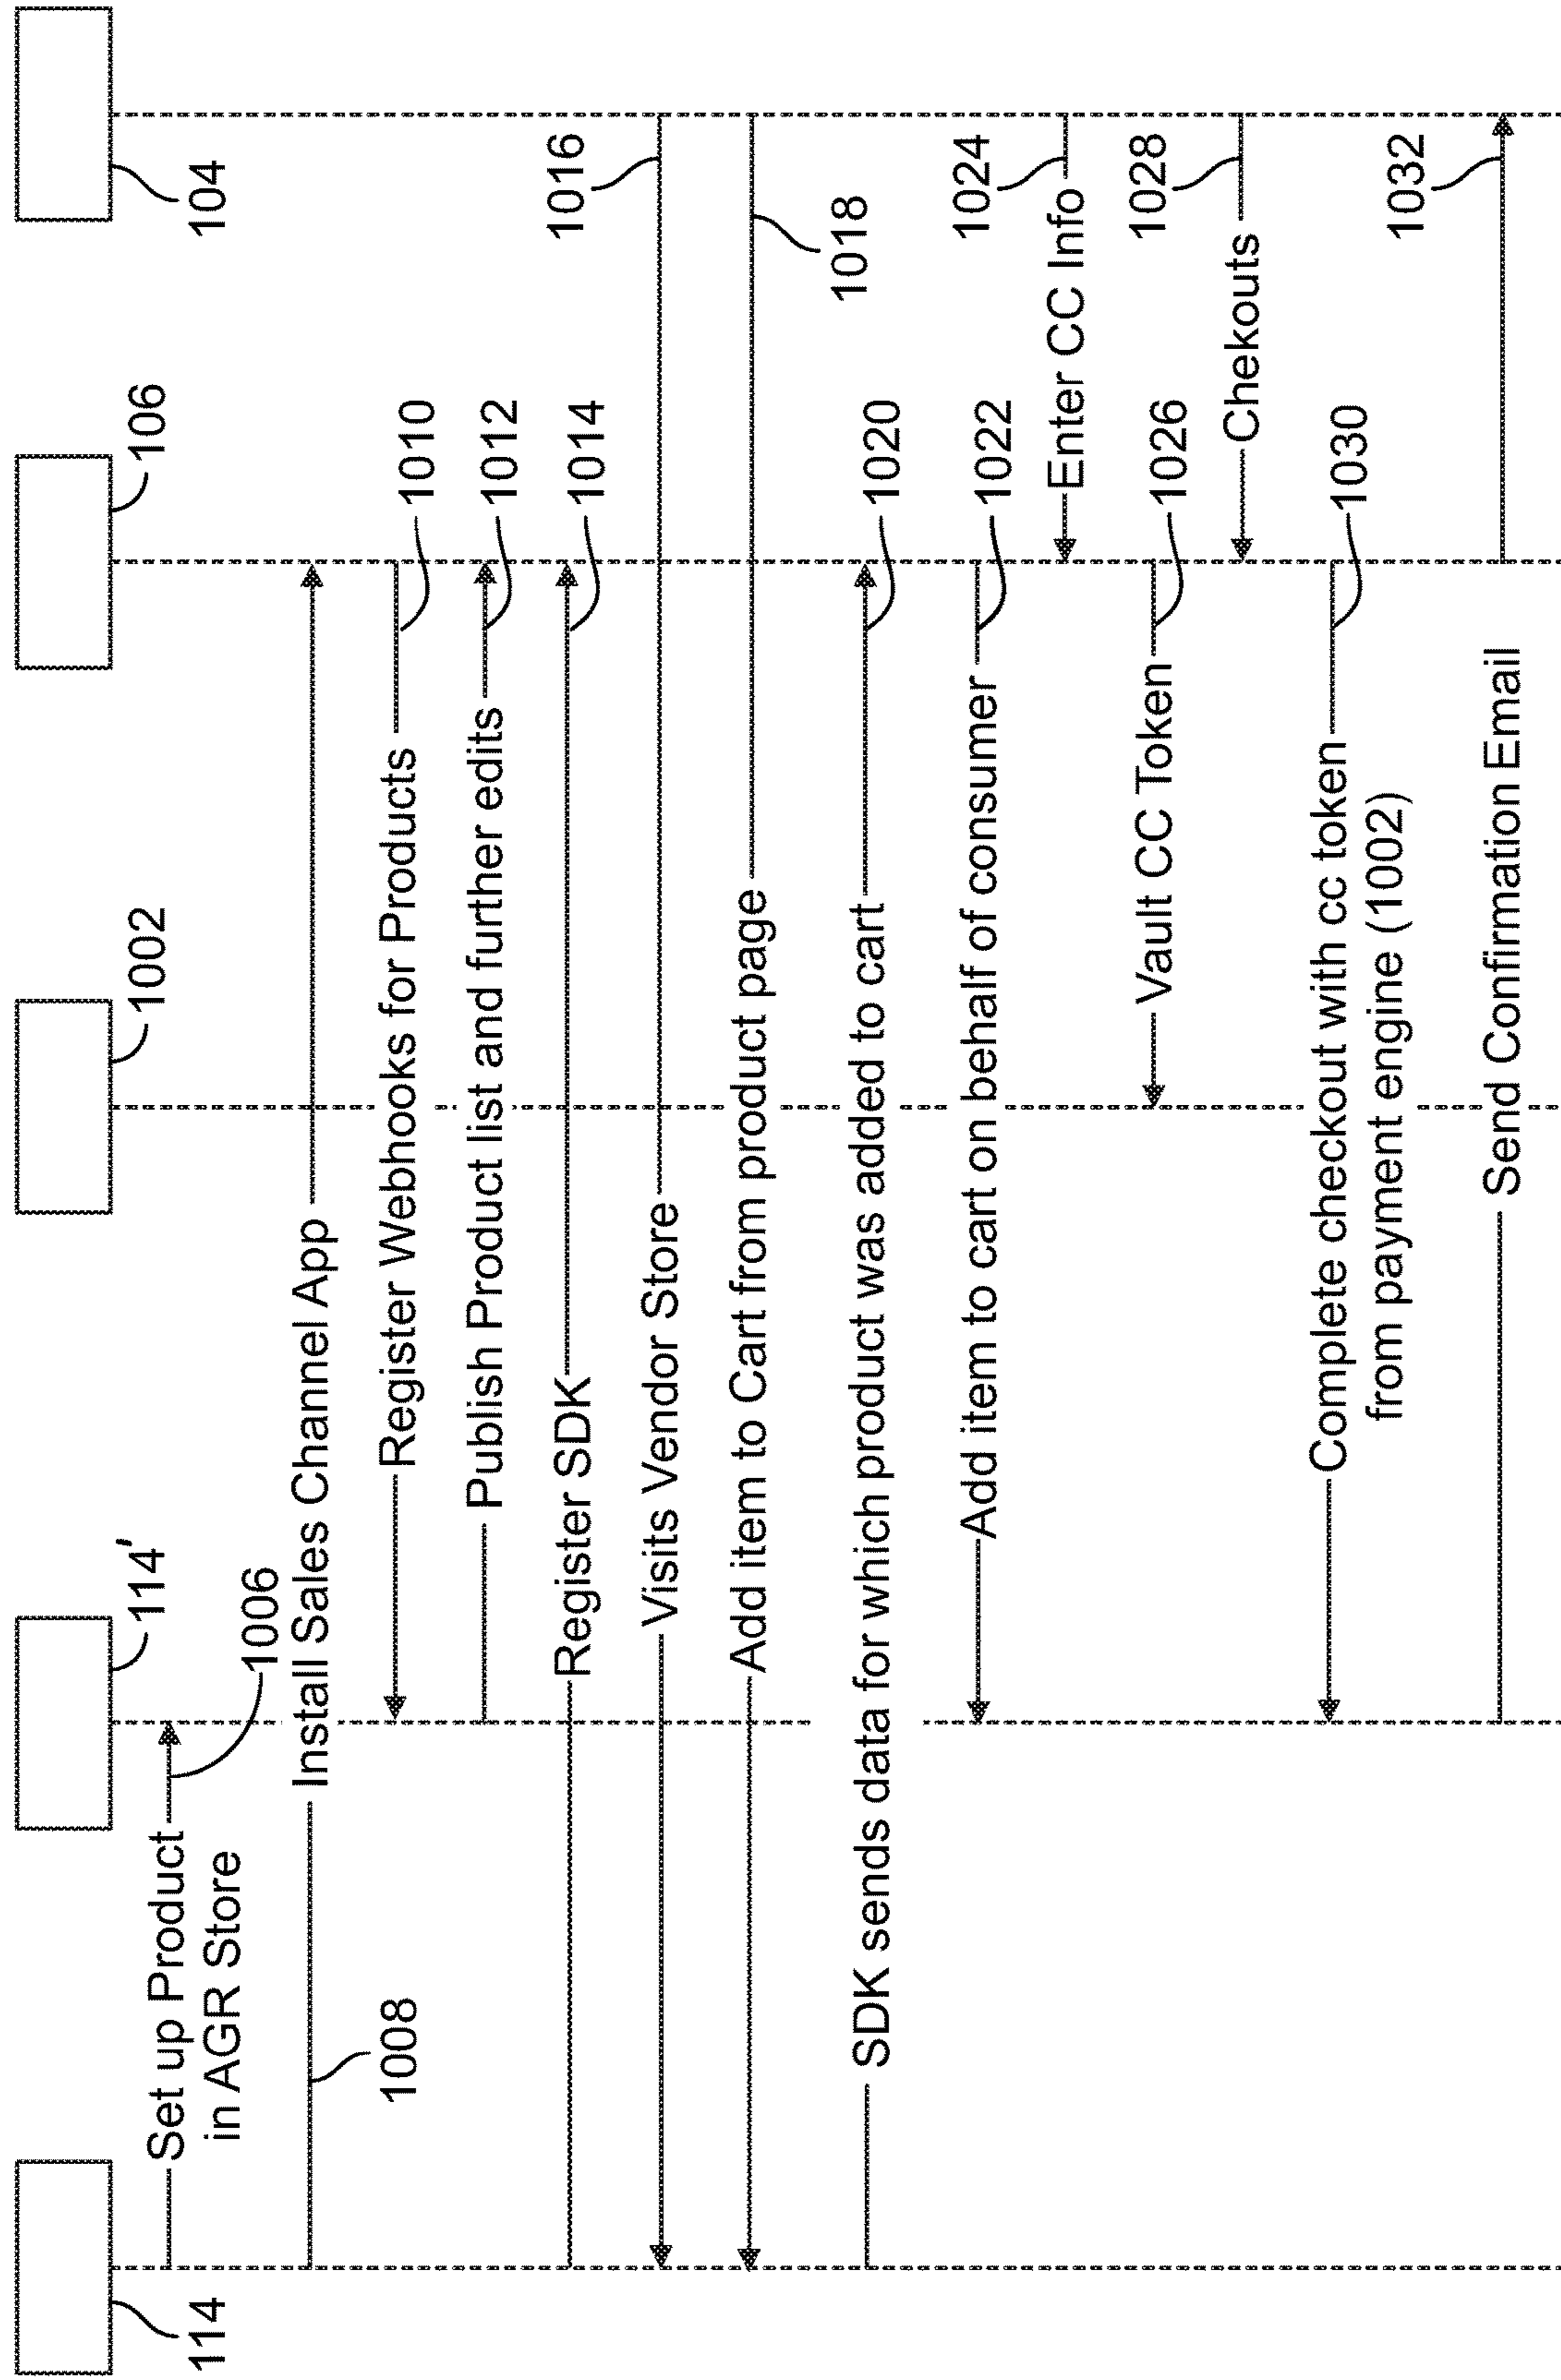 114
114'
1002
106
104
Set up Product
in AGR Store
1006
Install Sales Channel App
1008
Register Webhooks for Products
1010
Publish Product list and further edits
1012
Register SDK
1014
Visits Vendor Store
1016
Add item to Cart from product page
1018
SDK sends data for which product was added to cart
1020
Add item to cart on behalf of consumer
1022
Enter CC Info
1024
Vault CC Token
1026
Chekouts
1028
Complete checkout with cc token
from payment engine (1002)
1030
Send Confirmation Email
1032